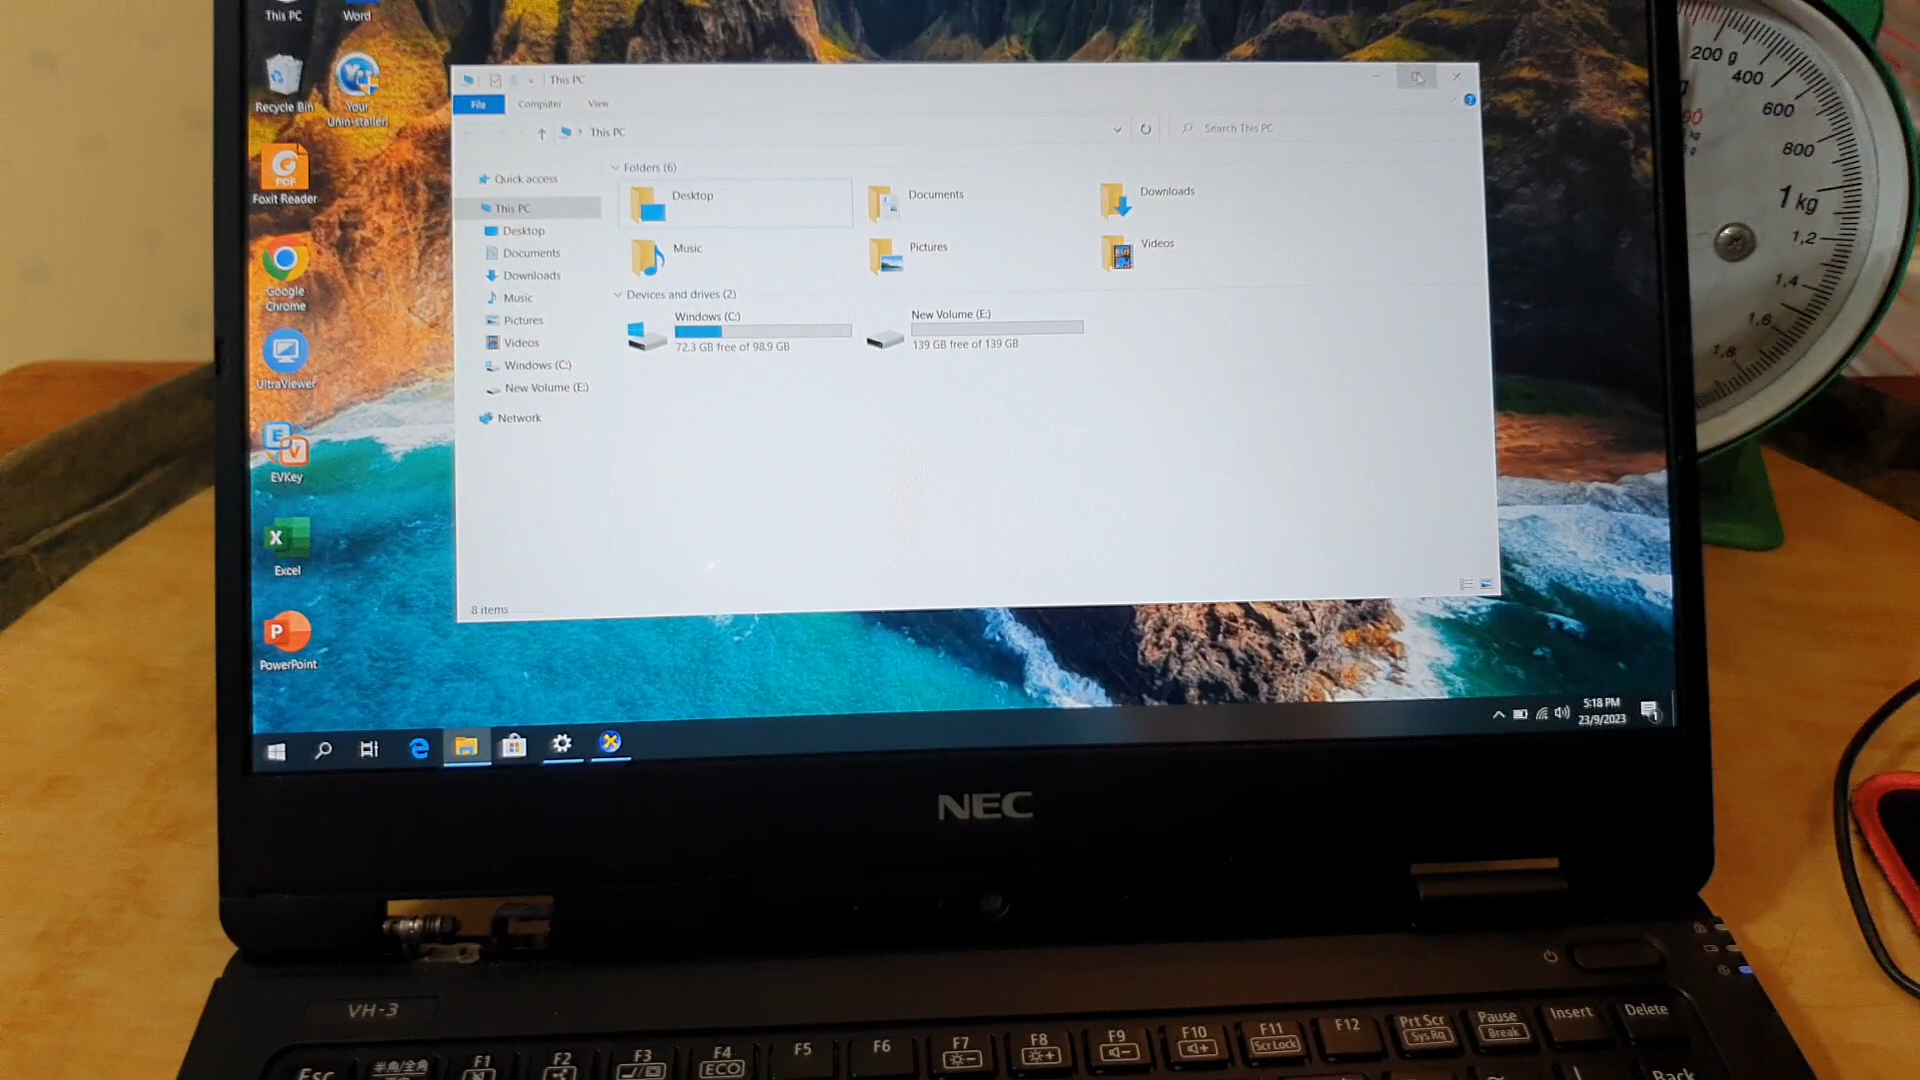 This PC
Word
Recycle Bin
Your
Unin-staller!
PDF
Foxit Reader
Google
Chrome
UltraViewer
E
V
EVKey
X
Excel
P
PowerPoint
This PC
File
Computer
View
This PC
Search This PC
Quick access
This PC
Desktop
Documents
Downloads
Music
Pictures
Videos
Windows (C:)
New Volume (E:)
Network
Folders (6)
Desktop
Documents
Downloads
Music
Pictures
Videos
Devices and drives (2)
Windows (C:)
72.3 GB free of 98.9 GB
New Volume (E:)
139 GB free of 139 GB
8 items
5:18 PM
23/9/2023
1
200 g
400
600
800
1 kg
1,2
1,4
1,6
1,8
NEC
VH-3
Esc
半角/全角
F1
F2
F3
F4
ECO
F5
F6
F7
F8
F9
F10
F11
ScrLock
F12
Prt Scr
Sys Rq
Pause
Break
Insert
Delete
Back